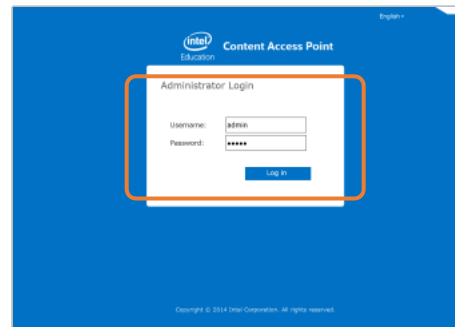 English
intel
Education
Content Access Point
Administrator Login
Username:
admin
Password:
•••••
Log in
Copyright © 2014 Intel Corporation. All rights reserved.